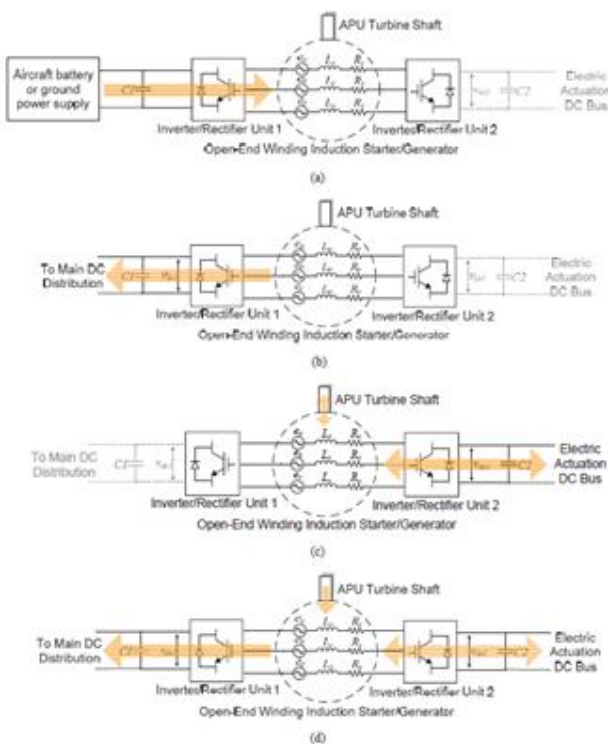 APU Turbine Shaft
Aircraft battery
or ground
power supply
C1
C2
Electric
Actuation
DC Bus
Inverter/Rectifier Unit 1
Inverter/Rectifier Unit 2
Open-End Winding Induction Starter/Generator
(a)
APU Turbine Shaft
To Main DC
Distribution
C1
C2
Electric
Actuation
DC Bus
Inverter/Rectifier Unit 1
Inverter/Rectifier Unit 2
Open-End Winding Induction Starter/Generator
(b)
APU Turbine Shaft
To Main DC
Distribution
C1
C2
Electric
Actuation
DC Bus
Inverter/Rectifier Unit 1
Inverter/Rectifier Unit 2
Open-End Winding Induction Starter/Generator
(c)
APU Turbine Shaft
To Main DC
Distribution
C1
C2
Electric
Actuation
DC Bus
Inverter/Rectifier Unit 1
Inverter/Rectifier Unit 2
Open-End Winding Induction Starter/Generator
(d)